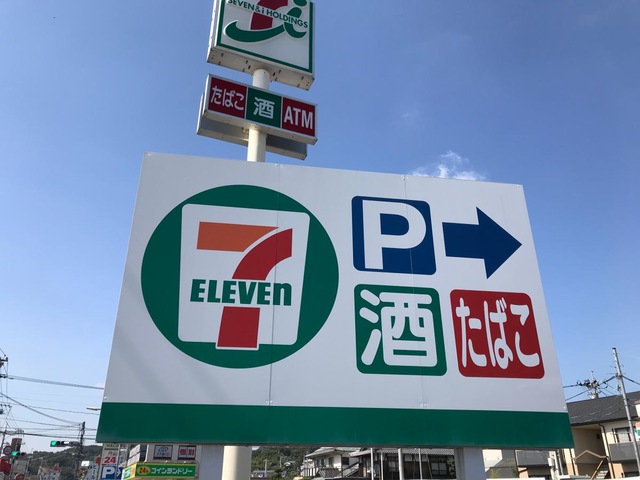 SEVEN & i HOLDINGS
たばこ 酒 ATM
7
ELEVEn
P
酒 たばこ
24
P
コインランドリー